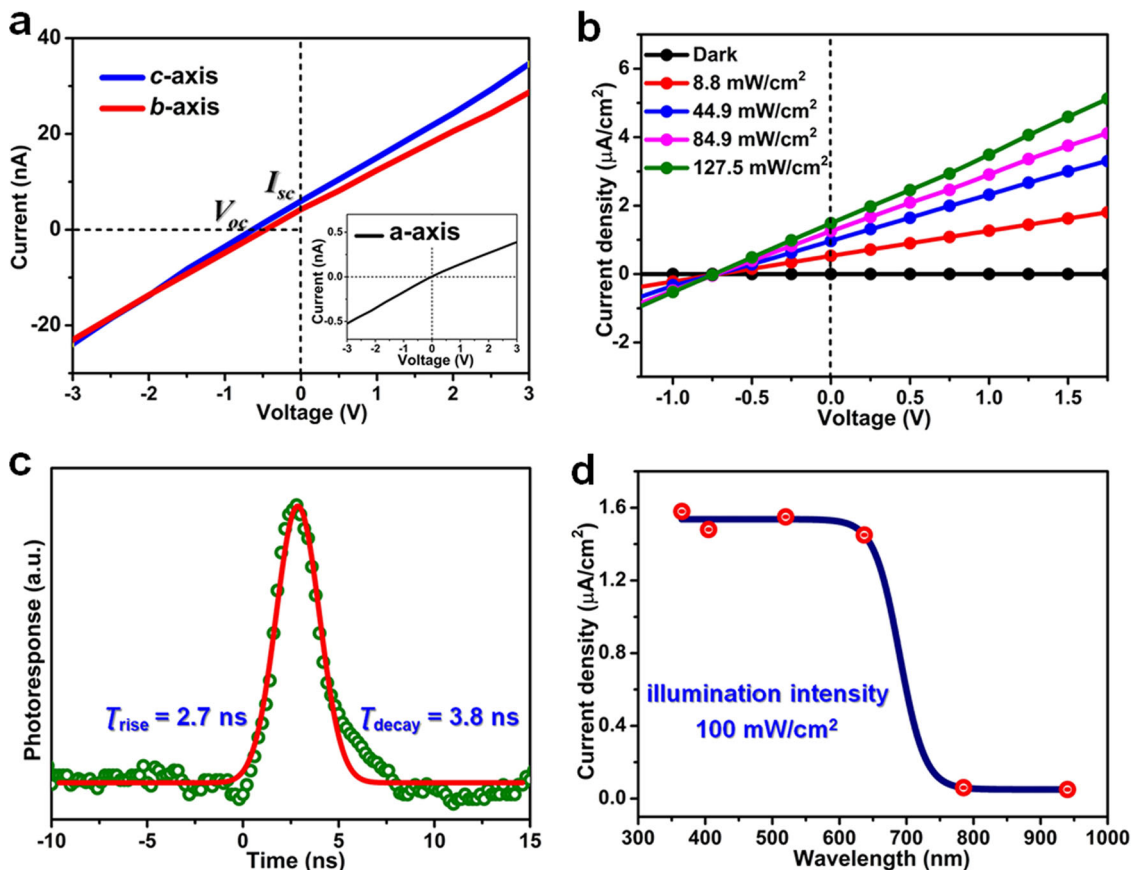 a
40
20
0
-20
Current (nA)
c-axis
b-axis
Isc
Voc
-3 -2 -1 0 1 2 3
Voltage (V)
a-axis
0.5
0.0
-0.5
Current (nA)
-3 -2 -1 0 1 2 3
Voltage (V)
b
6
4
2
0
-2
Current density (μA/cm²)
Dark
8.8 mW/cm²
44.9 mW/cm²
84.9 mW/cm²
127.5 mW/cm²
-1.0 -0.5 0.0 0.5 1.0 1.5
Voltage (V)
c
Photoresponse (a.u.)
τrise = 2.7 ns
τdecay = 3.8 ns
-10 -5 0 5 10 15
Time (ns)
d
1.6
1.2
0.8
0.4
0.0
Current density (μA/cm²)
illumination intensity
100 mW/cm²
300 400 500 600 700 800 900 1000
Wavelength (nm)